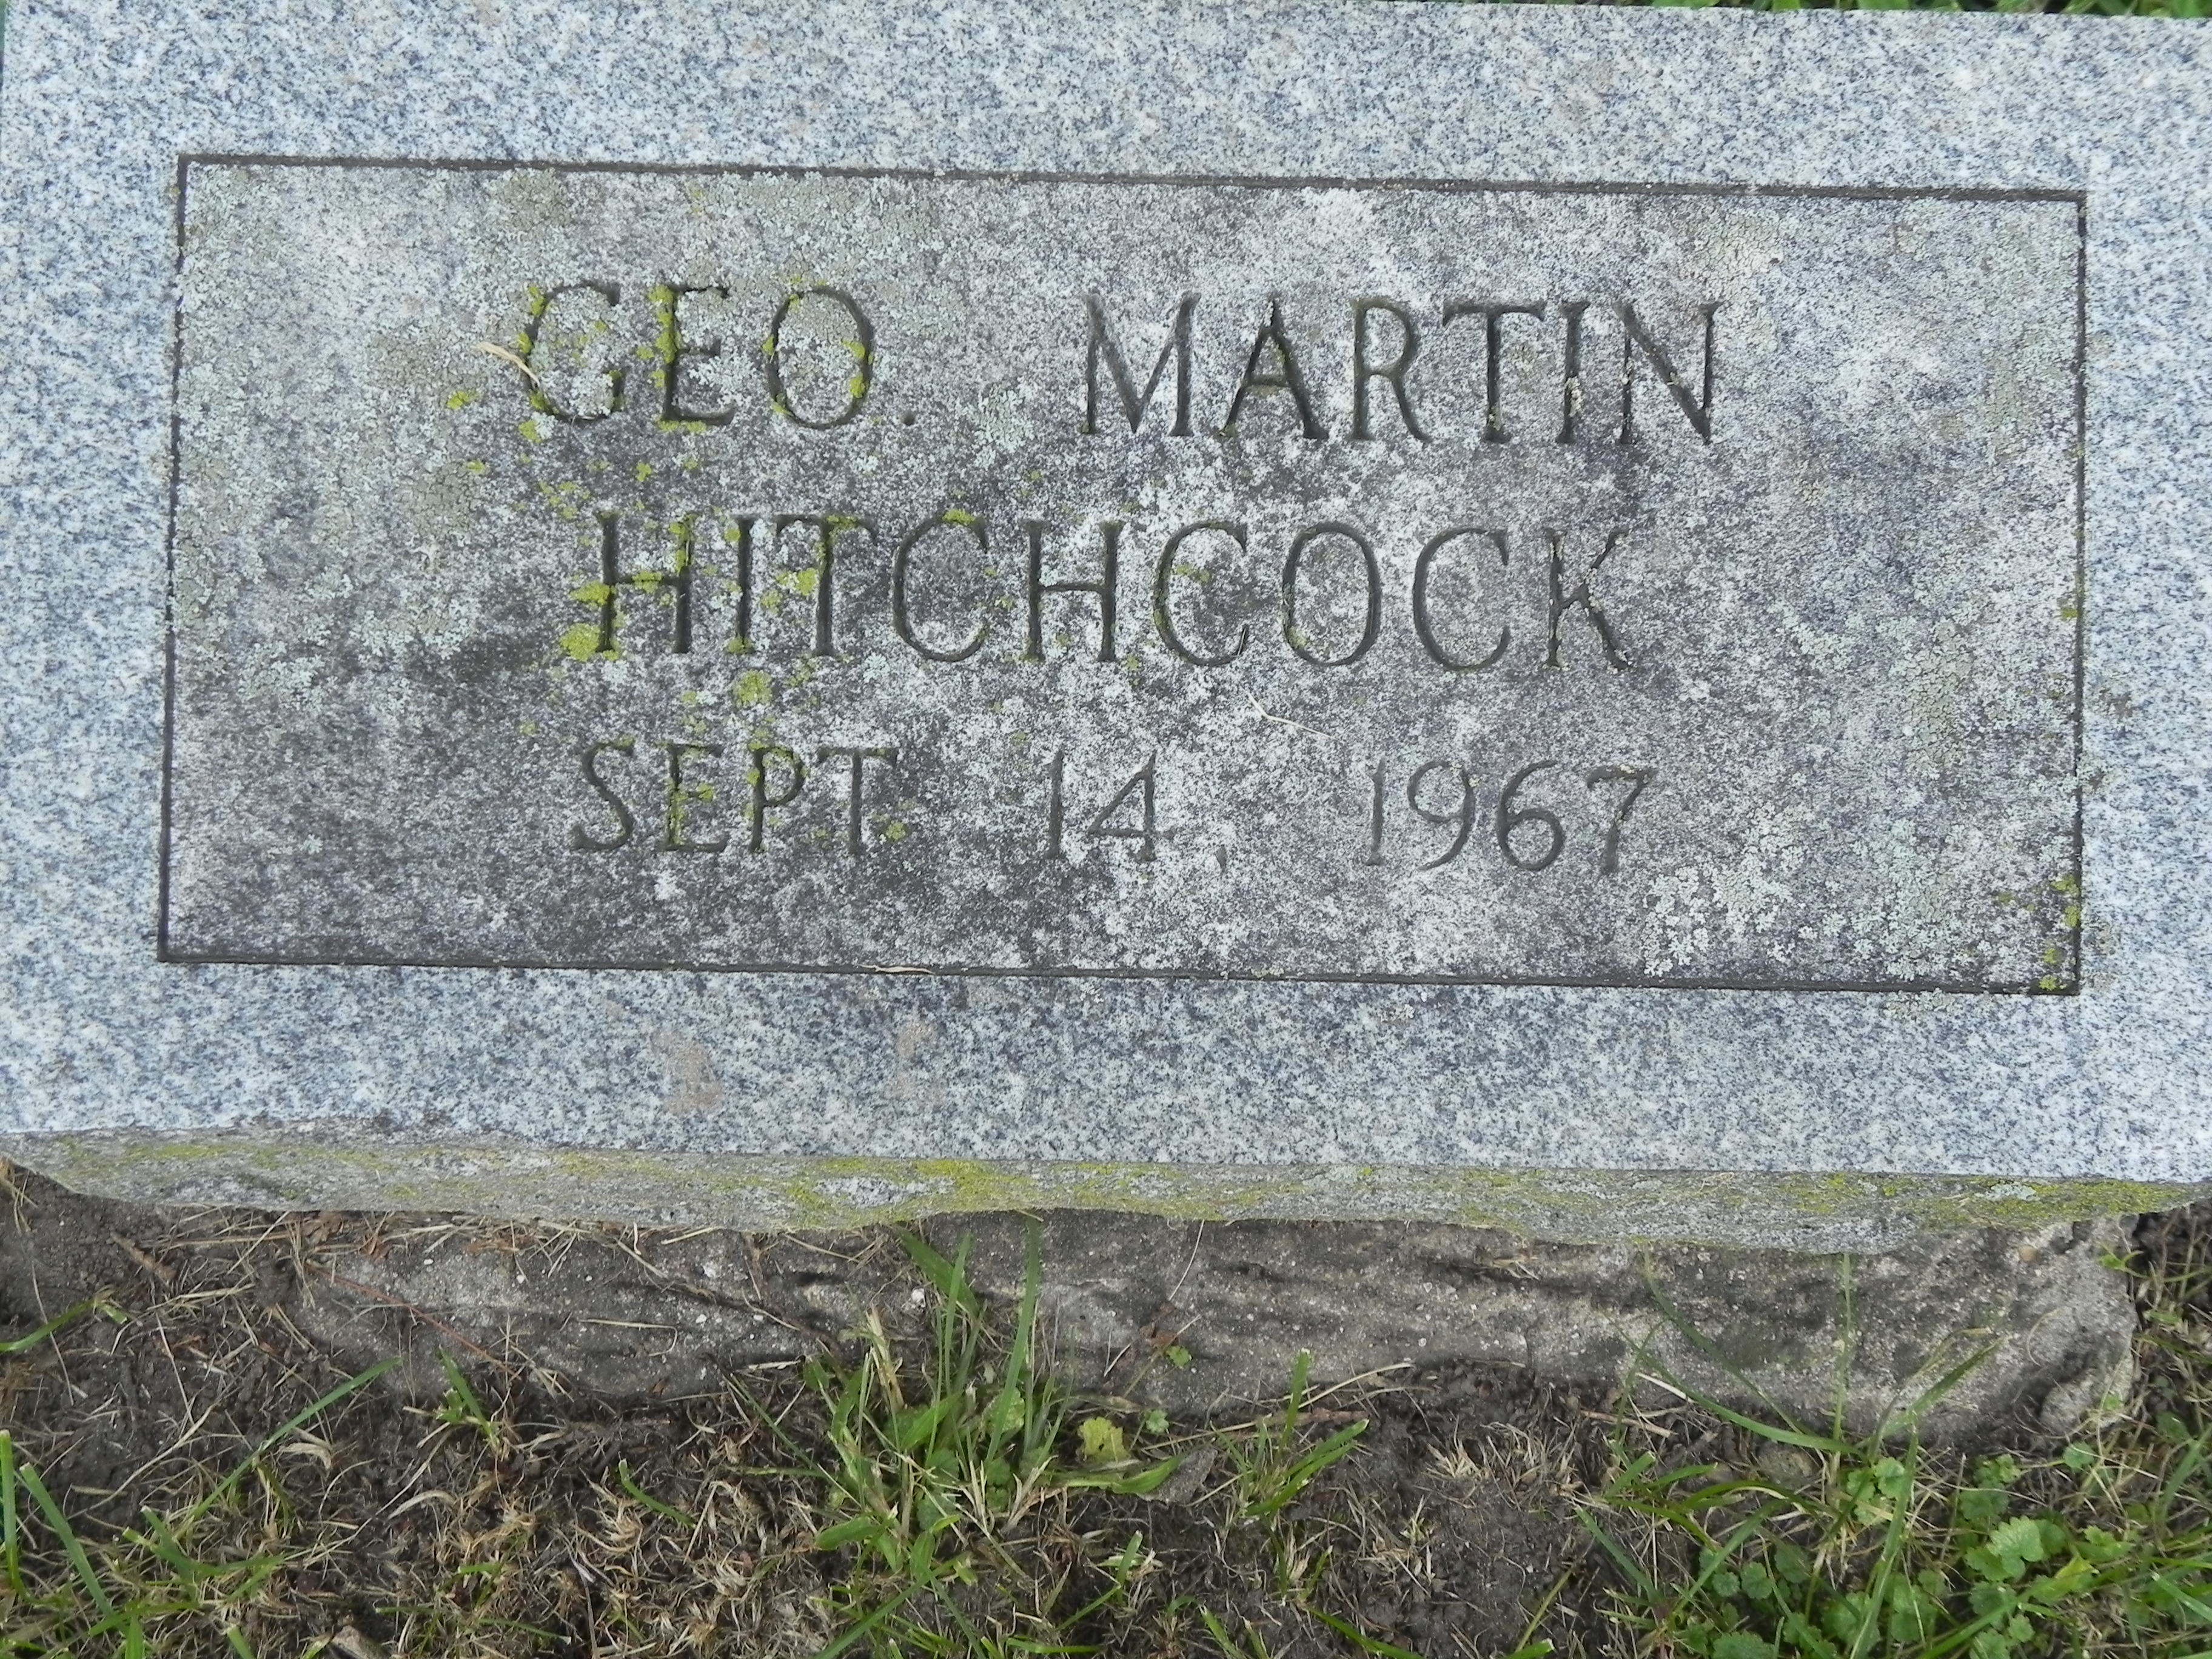 GEO. MARTIN
HITCHCOCK
SEPT. 14, 1967